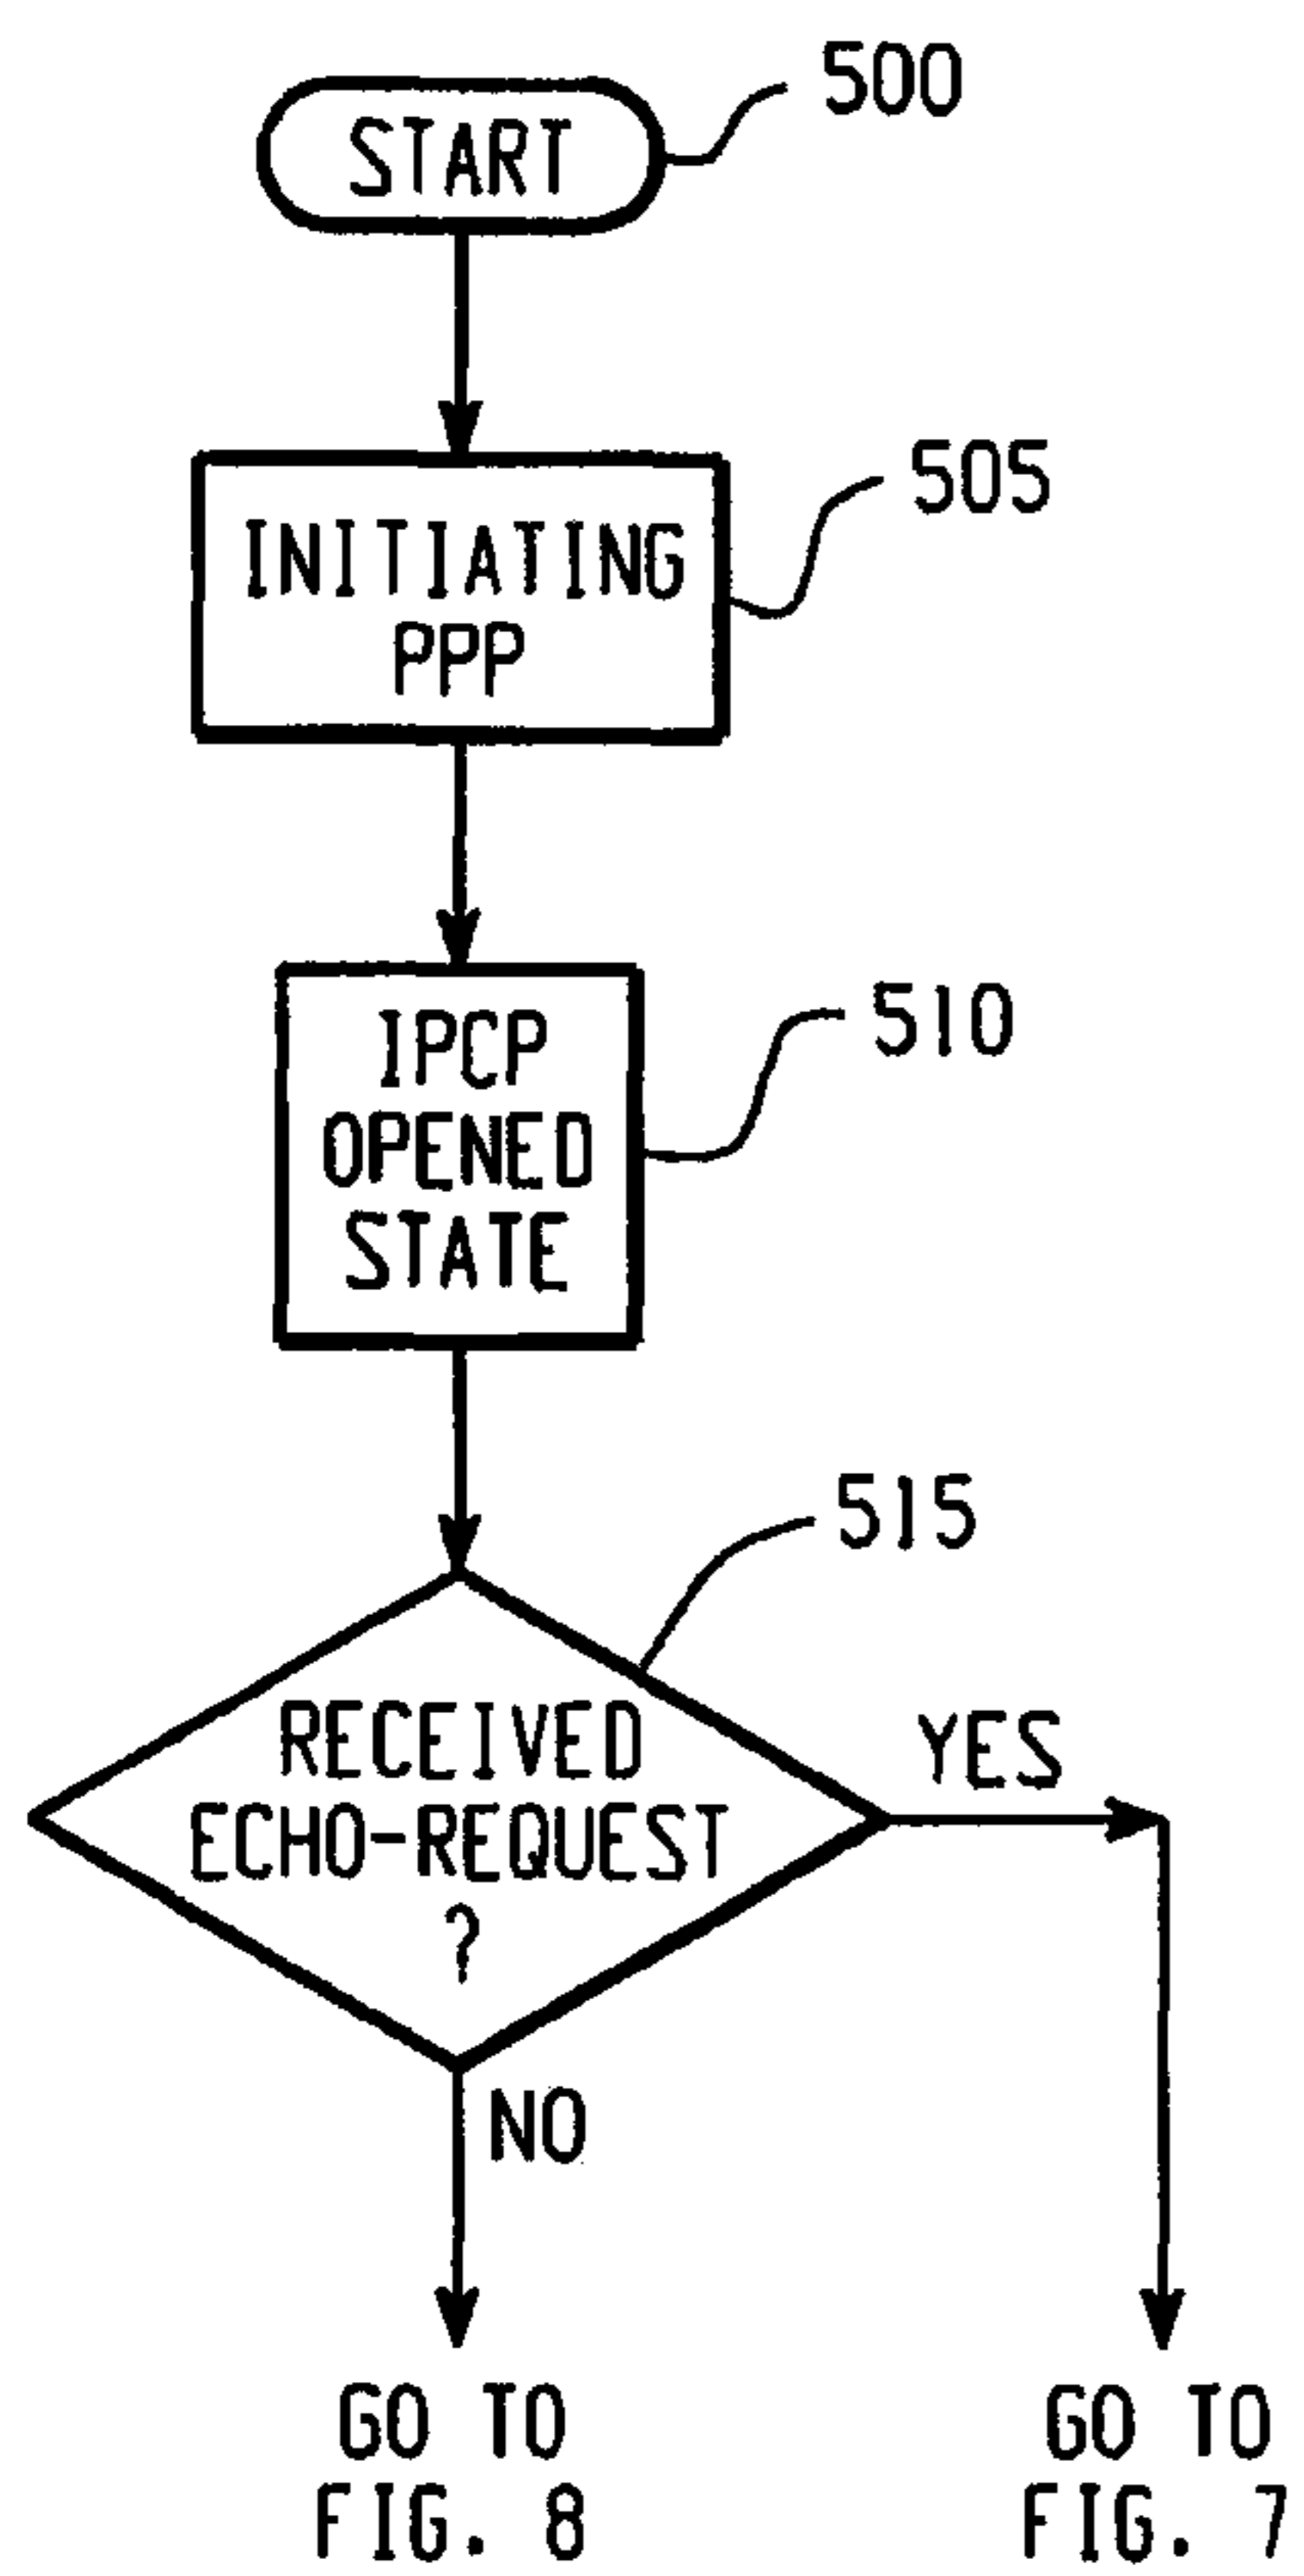 500
START
505
INITIATING
PPP
510
IPCP
OPENED
STATE
515
RECEIVED
ECHO-REQUEST
?
YES
NO
GO TO
FIG. 8
GO TO
FIG. 7